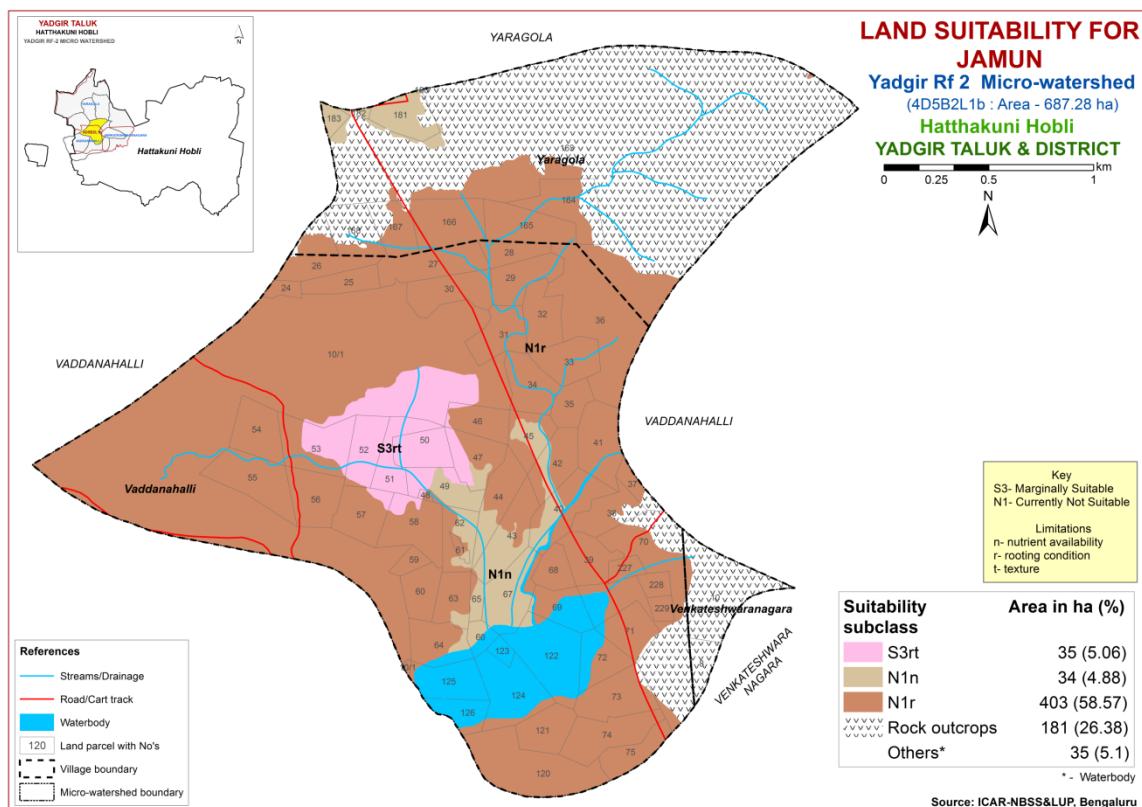 YADGIR TALUK
HATTHAKUNI HOBLI
YADGIR RF-2 MICRO WATERSHED
N
YARAGOLA
Hattakuni Hobli
LAND SUITABILITY FOR
JAMUN
Yadgir Rf 2 Micro-watershed
(4D5B2L1b : Area - 687.28 ha)
Hatthakuni Hobli
YADGIR TALUK & DISTRICT
km
0 0.25 0.5 1
N
YARAGOLA
183
181
163
Yaragola
164
168
167
166
165
26
25
24
27
28
29
30
32
36
31
N1r
33
10/1
34
35
VADDANAHALLI
VADDANAHALLI
46
45
54
53
52
50
S3rt
47
42
41
55
51
49
48
44
37
Vaddanahalli
56
57
58
62
43
38
70
61
59
39
N1n
68
227
228
60
63
65
67
69
229
10
Venkateshwaranagara
64
66
123
122
71
72
8
10/1
125
124
126
73
121
74
75
120
VENKATESHWARA
NAGARA
Key
S3- Marginally Suitable
N1- Currently Not Suitable
Limitations
n- nutrient availability
r- rooting condition
t- texture
Suitability Area in ha (%)
subclass
S3rt 35 (5.06)
N1n 34 (4.88)
N1r 403 (58.57)
Rock outcrops 181 (26.38)
Others* 35 (5.1)
* - Waterbody
References
Streams/Drainage
Road/Cart track
Waterbody
120 Land parcel with No's
Village boundary
Micro-watershed boundary
Source: ICAR-NBSS&LUP, Bengaluru